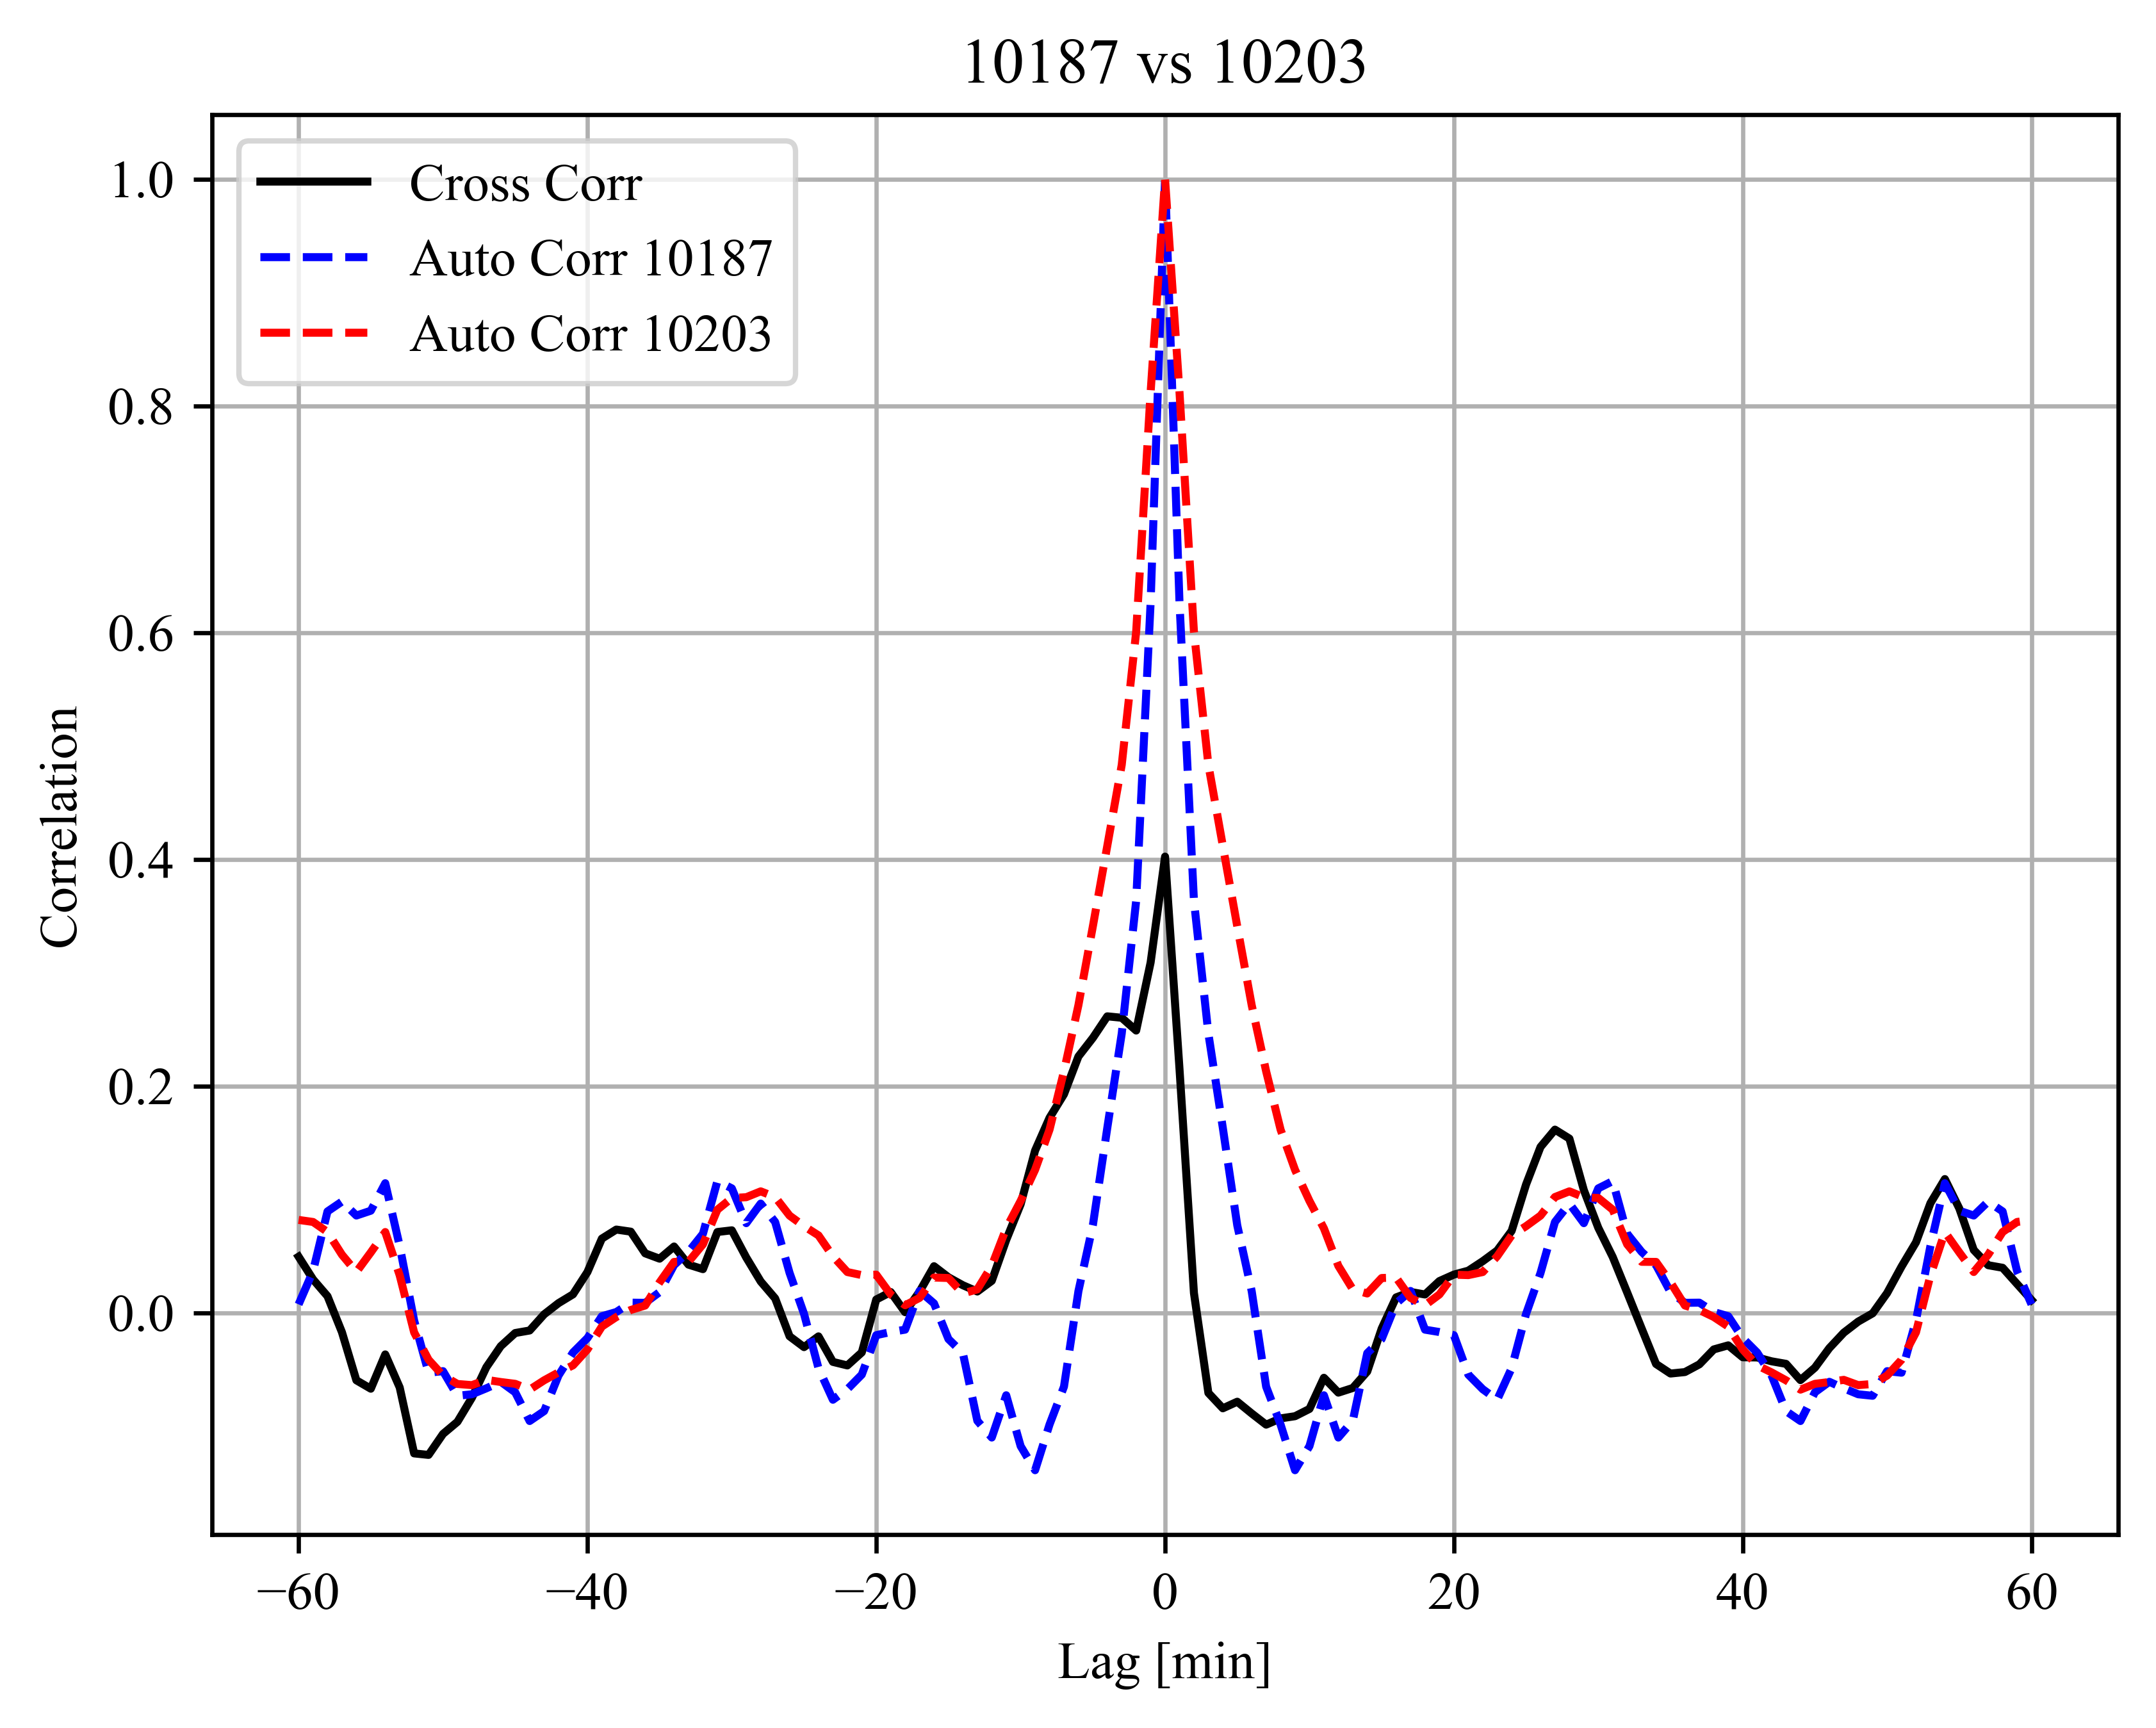 10187 vs 10203
Cross Corr
Auto Corr 10187
Auto Corr 10203
1.0
0.8
0.6
0.4
0.2
0.0
Correlation
−60 −40 −20 0 20 40 60
Lag [min]